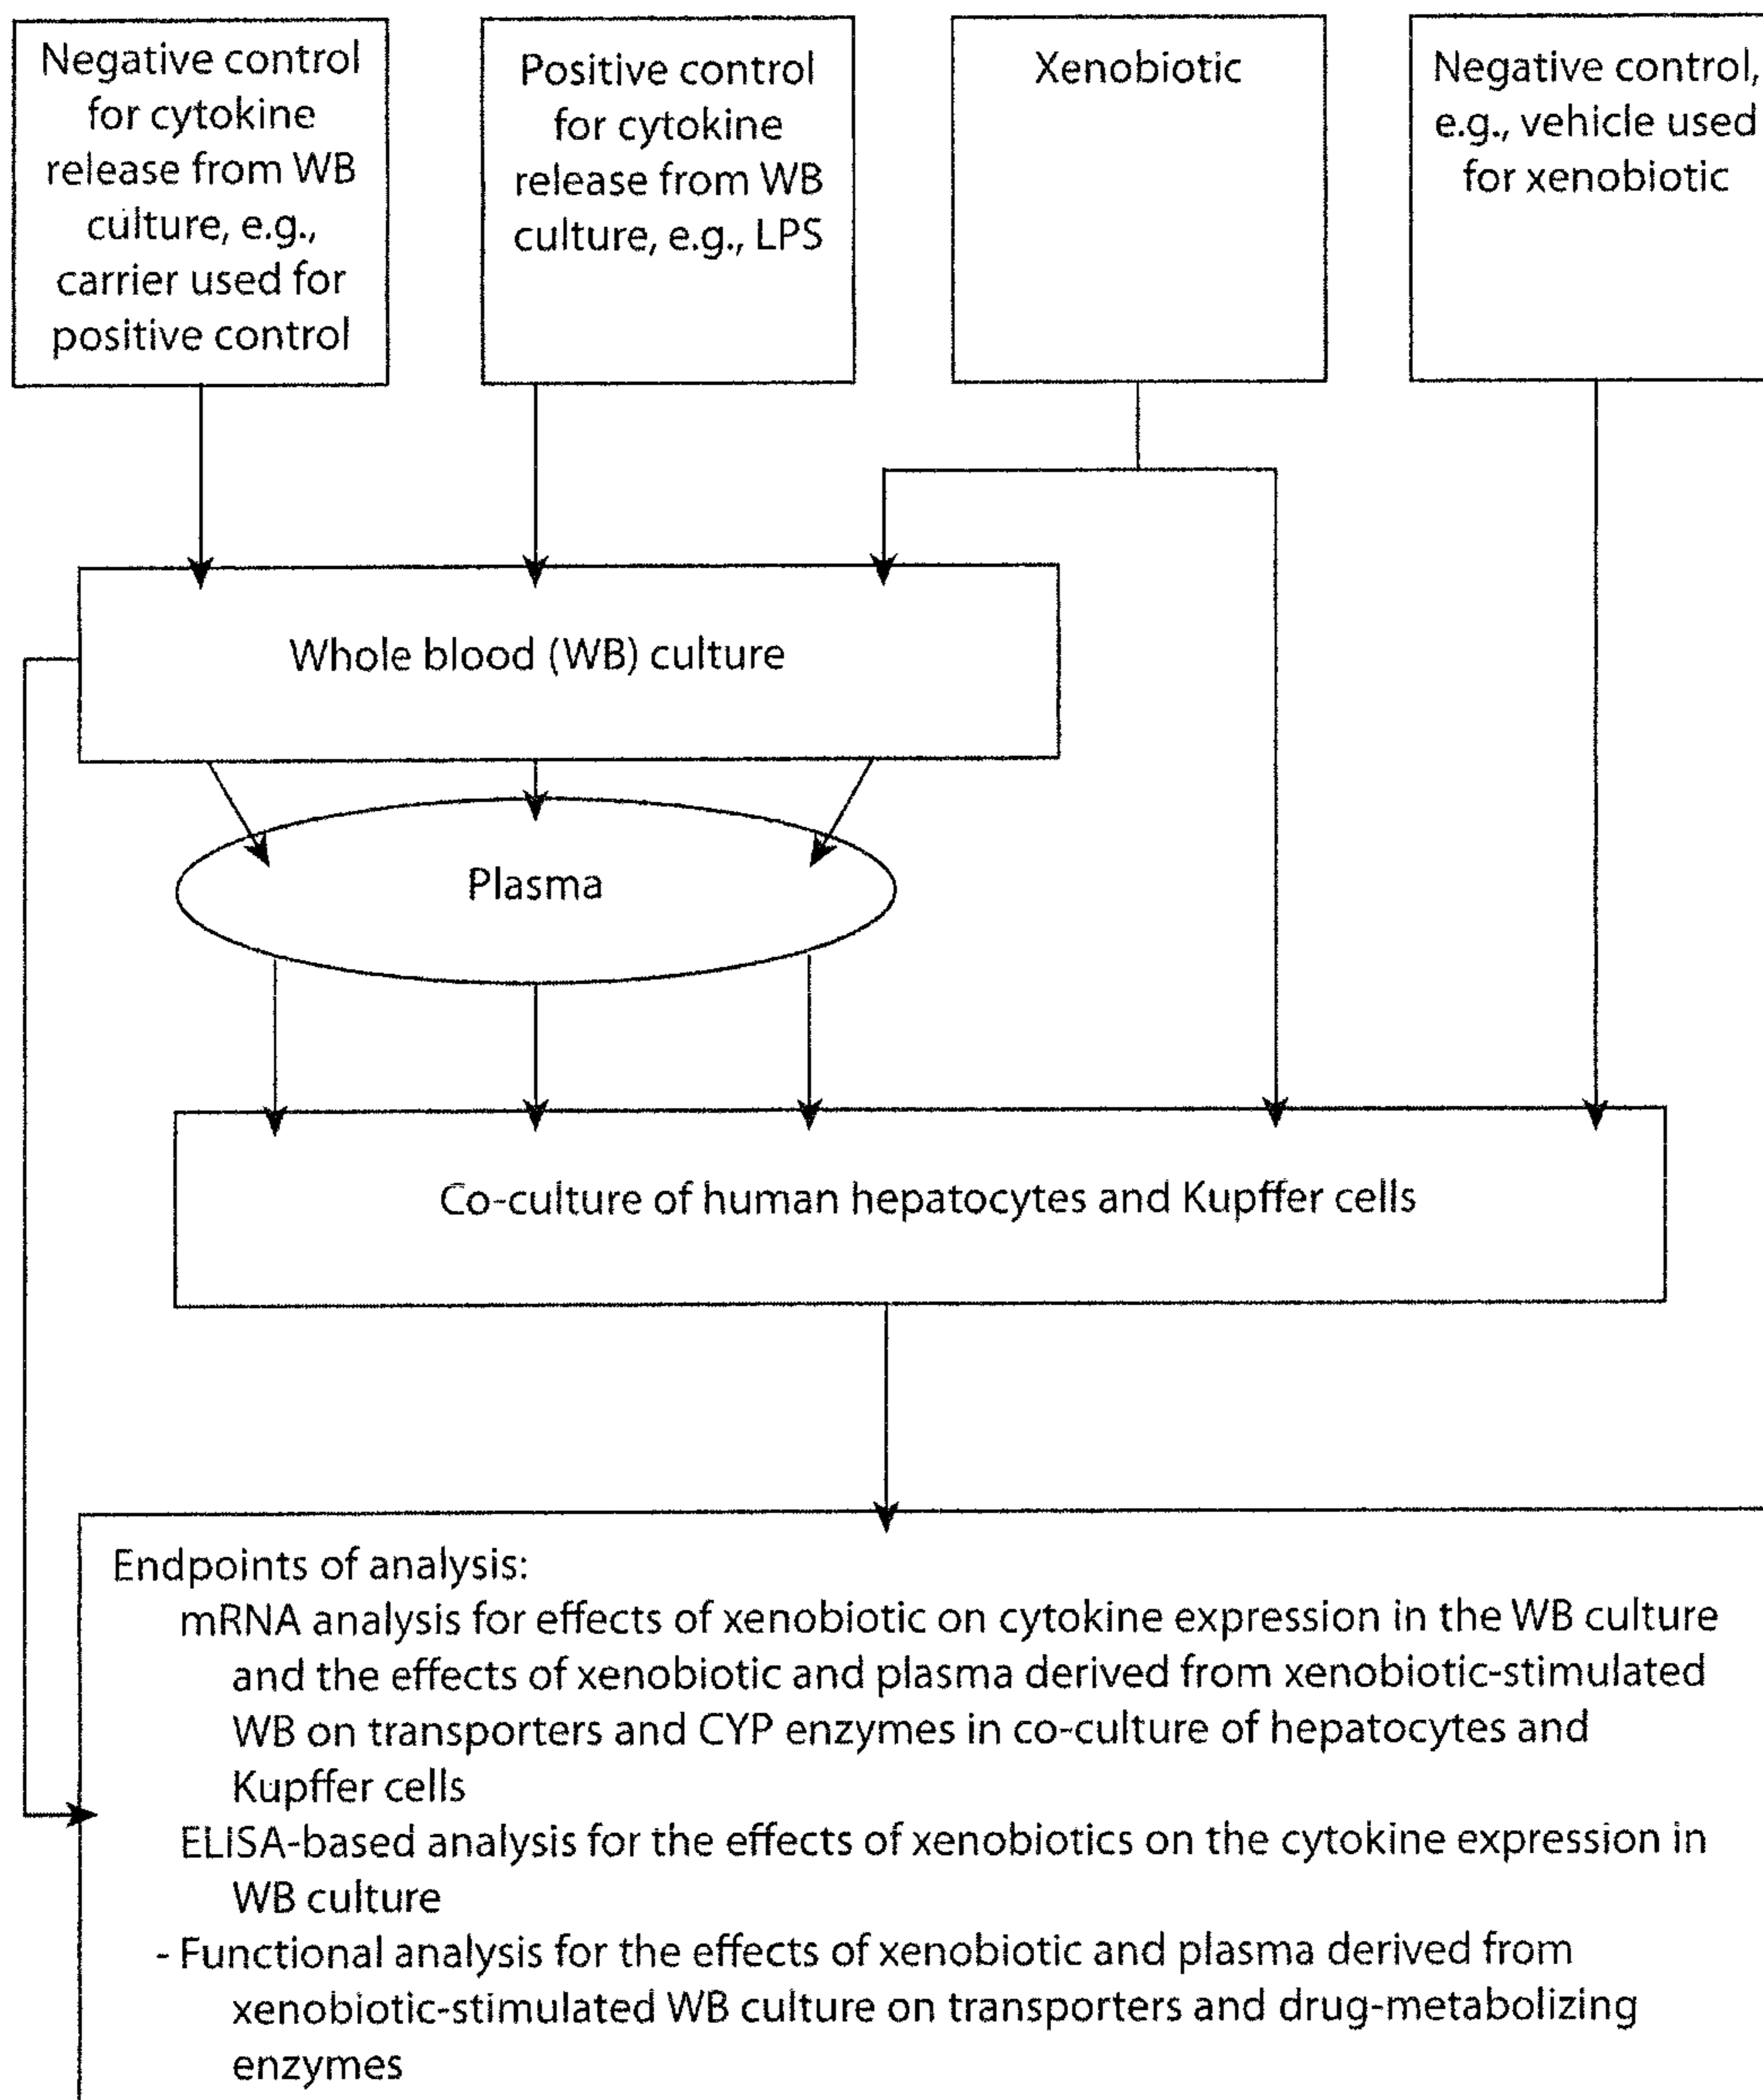 Negative control
for cytokine
release from WB
culture, e.g.,
carrier used for
positive control
Positive control
for cytokine
release from WB
culture, e.g., LPS
Xenobiotic
Negative control,
e.g., vehicle used
for xenobiotic
Whole blood (WB) culture
Plasma
Co-culture of human hepatocytes and Kupffer cells
Endpoints of analysis:
mRNA analysis for effects of xenobiotic on cytokine expression in the WB culture
and the effects of xenobiotic and plasma derived from xenobiotic-stimulated
WB on transporters and CYP enzymes in co-culture of hepatocytes and
Kupffer cells
ELISA-based analysis for the effects of xenobiotics on the cytokine expression in
WB culture
- Functional analysis for the effects of xenobiotic and plasma derived from
xenobiotic-stimulated WB culture on transporters and drug-metabolizing
enzymes